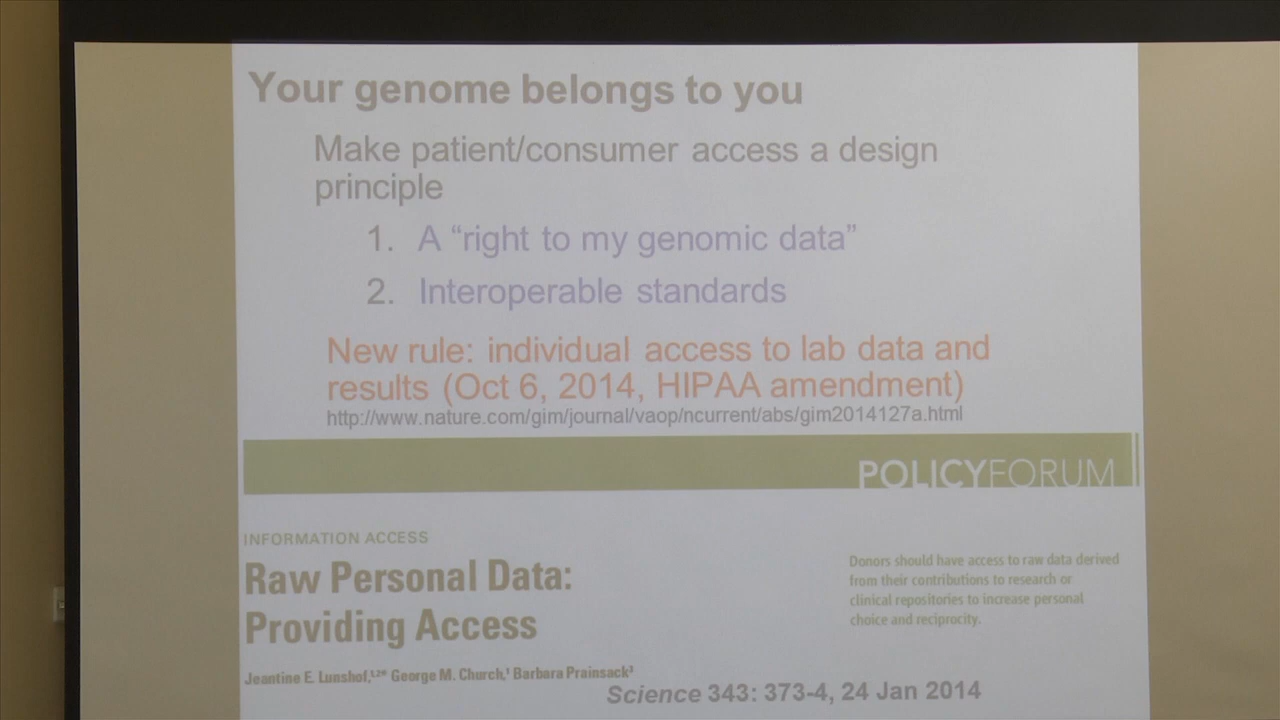 Your genome belongs to you
Make patient/consumer access a design
principle
1. A “right to my genomic data”
2. Interoperable standards
New rule: individual access to lab data and
results (Oct 6, 2014, HIPAA amendment)
http://www.nature.com/gim/journal/vaop/ncurrent/abs/gim2014127a.html
POLICYFORUM
INFORMATION ACCESS
Raw Personal Data:
Providing Access
Donors should have access to raw data derived
from their contributions to research or
clinical repositories to increase personal
choice and reciprocity.
Jeantine E. Lunshof,¹,²* George M. Church,¹ Barbara Prainsack³
Science 343: 373-4, 24 Jan 2014